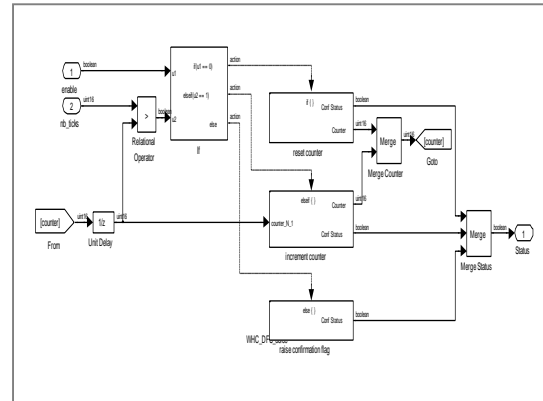 boolean
1
enable
uint16
2
nb_ticks
>
Relational
Operator
boolean
u1
u2
if(u1 == 0)
elseif(u2 == 1)
else
If
action
action
action
if { }
Conf Status
Counter
reset counter
boolean
uint16
Merge
Merge Counter
uint16
[counter]
Goto
[counter]
From
uint16
1/z
Unit Delay
uint16
counter_N_1
elseif { }
Counter
Conf Status
increment counter
uint16
boolean
Merge
Merge Status
boolean
1
Status
else { }
Conf Status
raise confirmation flag
boolean